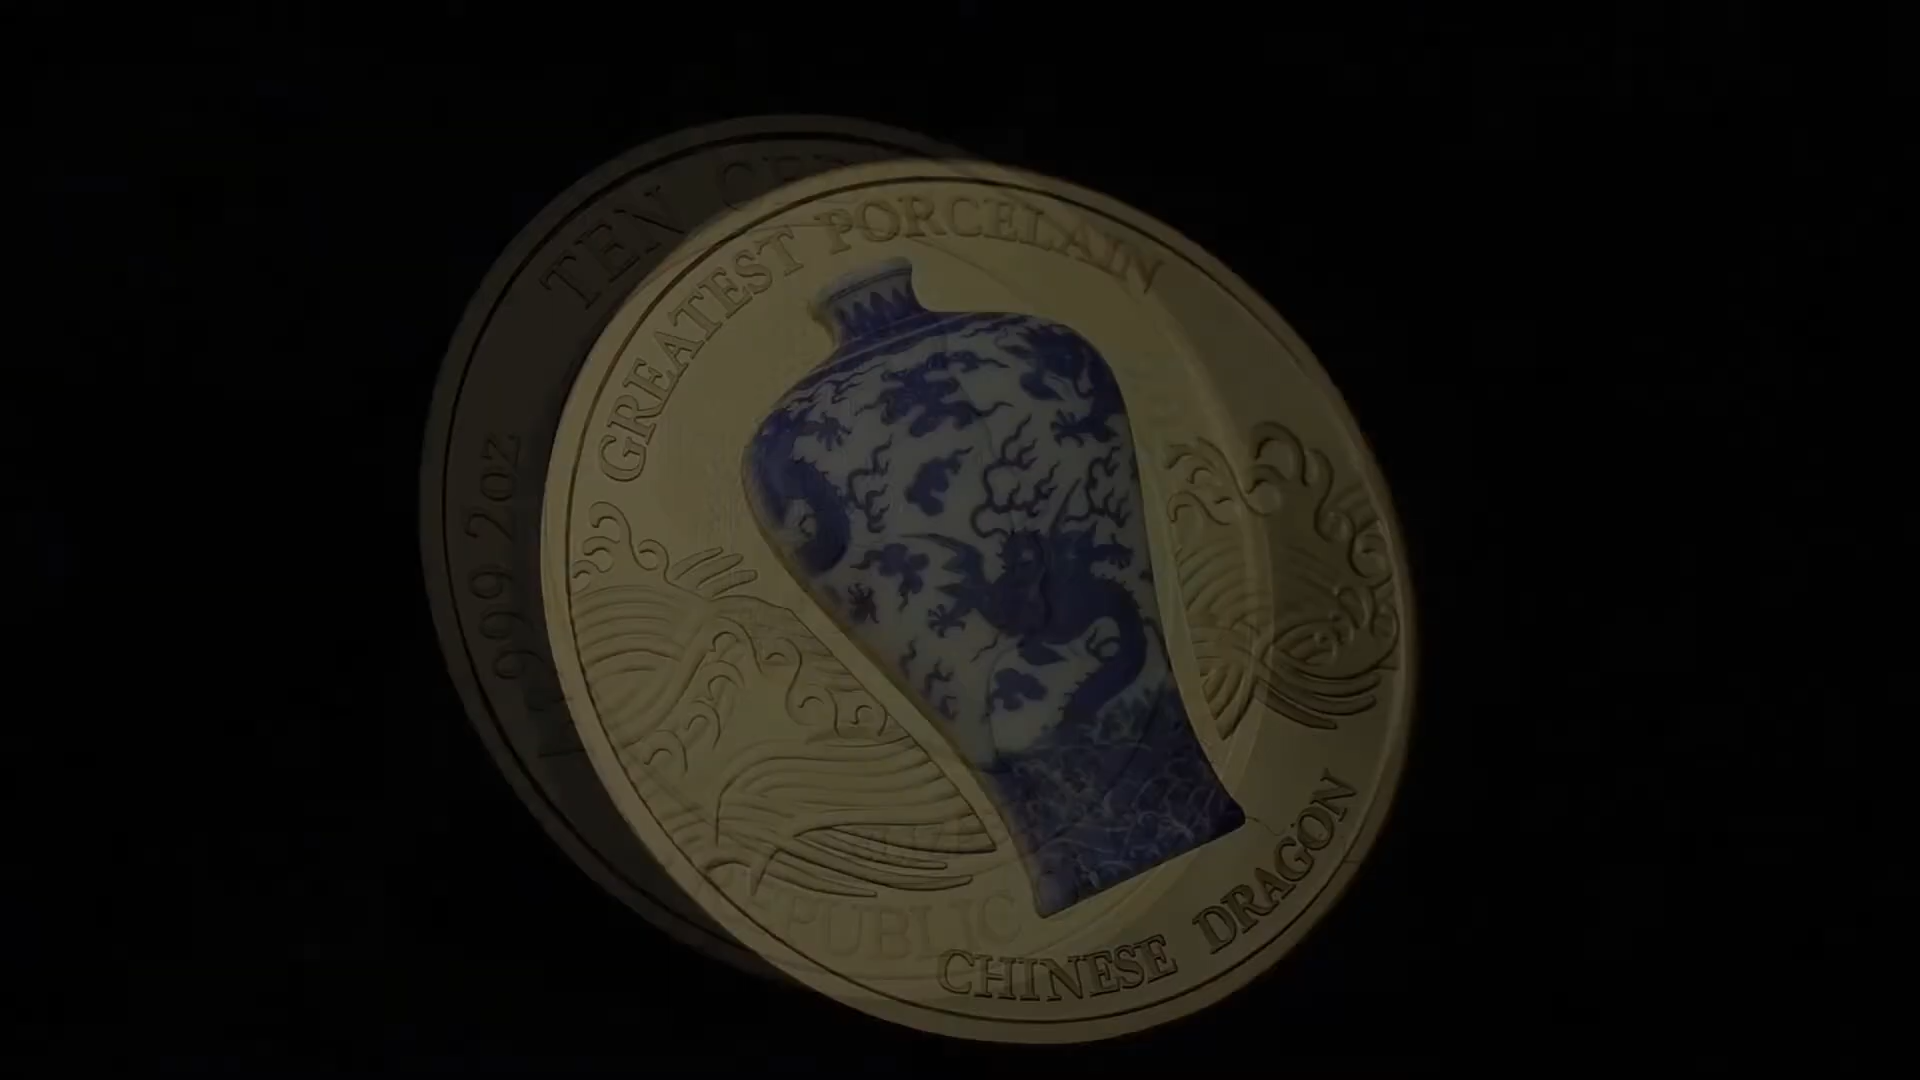 GREATEST PORCELAIN
CHINESE DRAGON
TEN
999 2oz
REPUBLIC